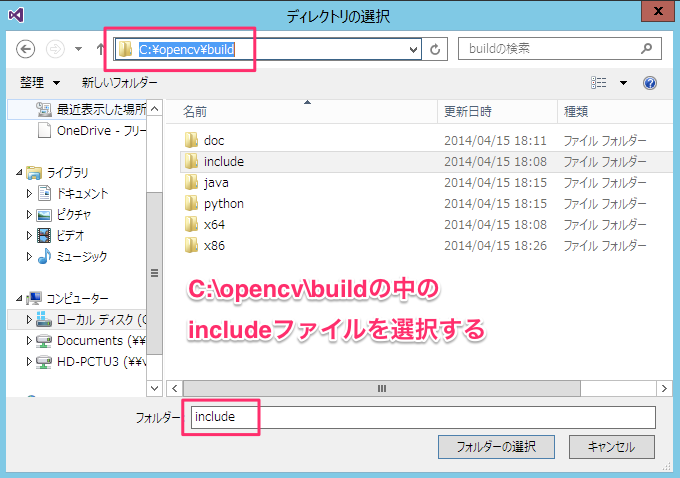 ディレクトリの選択
C:¥opencv¥build
buildの検索
整理
新しいフォルダー
最近表示した場所
OneDrive - フリー
ライブラリ
ドキュメント
ピクチャ
ビデオ
ミュージック
コンピューター
ローカル ディスク (C
Documents (¥¥
HD-PCTU3 (¥¥v
名前 更新日時 種類
doc 2014/04/15 18:11 ファイル フォルダー
include 2014/04/15 18:08 ファイル フォルダー
java 2014/04/15 18:15 ファイル フォルダー
python 2014/04/15 18:15 ファイル フォルダー
x64 2014/04/15 18:08 ファイル フォルダー
x86 2014/04/15 18:26 ファイル フォルダー
C:\opencv\buildの中の
includeファイルを選択する
フォルダー: include
フォルダーの選択 キャンセル